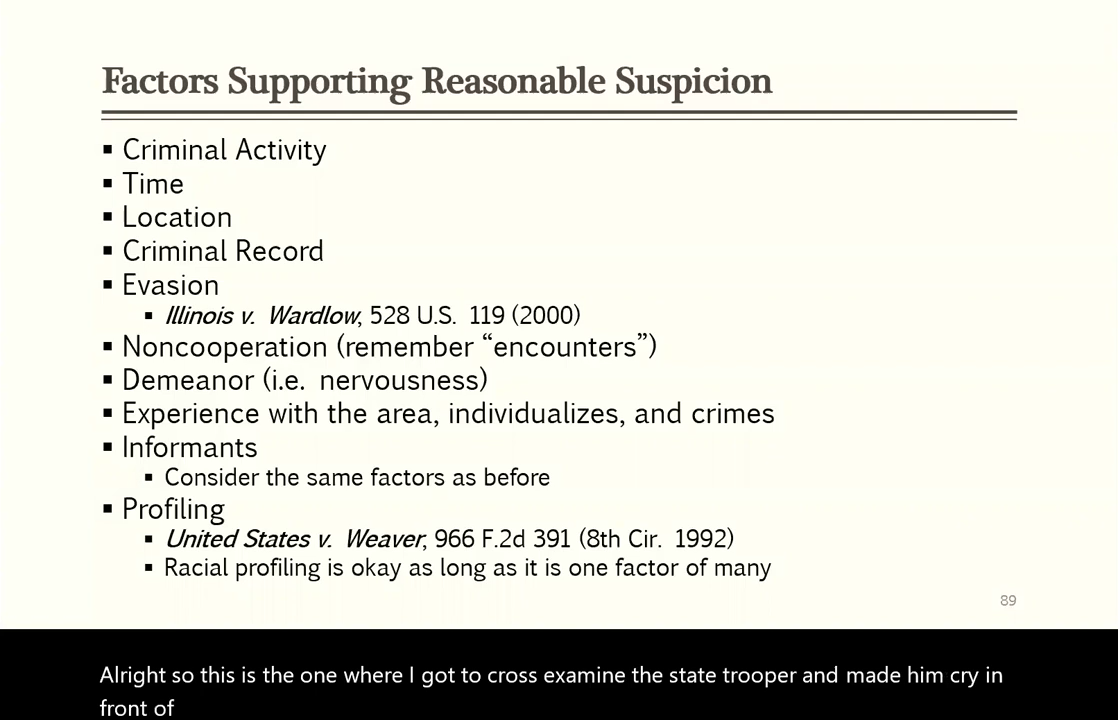 Factors Supporting Reasonable Suspicion
▪ Criminal Activity
▪ Time
▪ Location
▪ Criminal Record
▪ Evasion
▪ Illinois v. Wardlow, 528 U.S. 119 (2000)
▪ Noncooperation (remember “encounters”)
▪ Demeanor (i.e. nervousness)
▪ Experience with the area, individualizes, and crimes
▪ Informants
▪ Consider the same factors as before
▪ Profiling
▪ United States v. Weaver, 966 F.2d 391 (8th Cir. 1992)
▪ Racial profiling is okay as long as it is one factor of many
89
Alright so this is the one where I got to cross examine the state trooper and made him cry in
front of